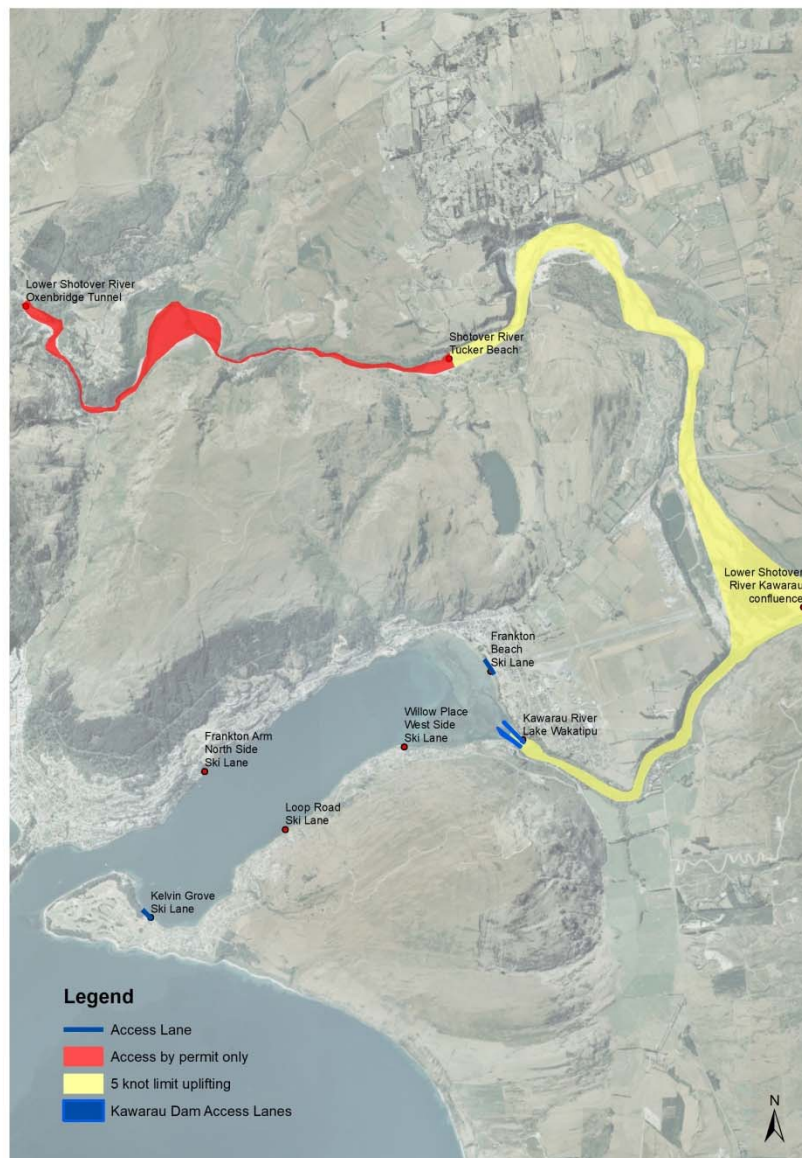 Lower Shotover River
Oxenbridge Tunnel
Shotover River
Tucker Beach
Lower Shotover
River Kawarau
confluence
Frankton
Beach
Ski Lane
Willow Place
West Side
Ski Lane
Kawarau River
Lake Wakatipu
Frankton Arm
North Side
Ski Lane
Loop Road
Ski Lane
Kelvin Grove
Ski Lane
Legend
Access Lane
Access by permit only
5 knot limit uplifting
Kawarau Dam Access Lanes
N